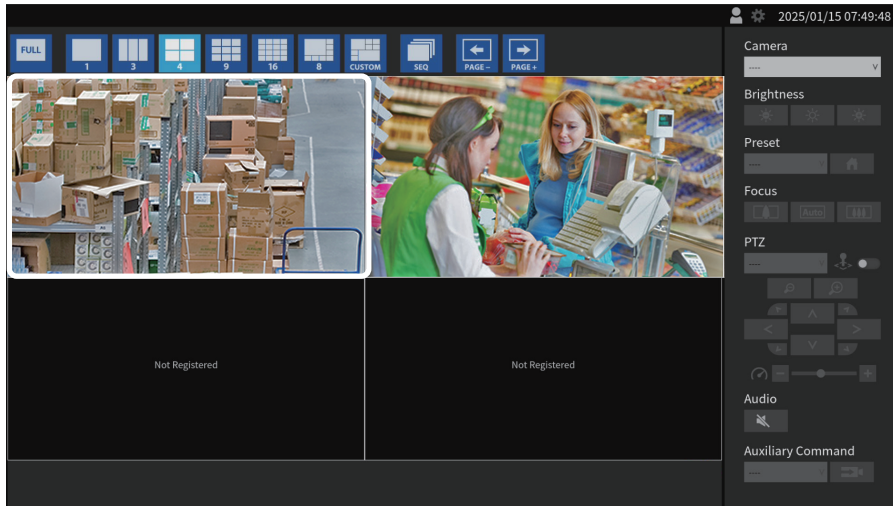 2025/01/15 07:49:48
FULL
1
3
4
9
16
8
CUSTOM
SEQ
PAGE –
PAGE +
Camera
----
Brightness
Preset
----
Focus
Auto
PTZ
----
Not Registered
Not Registered
Audio
Auxiliary Command
----